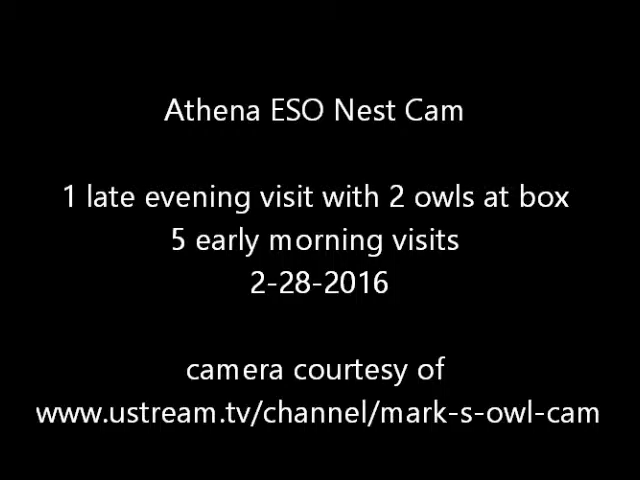 Athena ESO Nest Cam
1 late evening visit with 2 owls at box
5 early morning visits
2-28-2016
camera courtesy of
www.ustream.tv/channel/mark-s-owl-cam